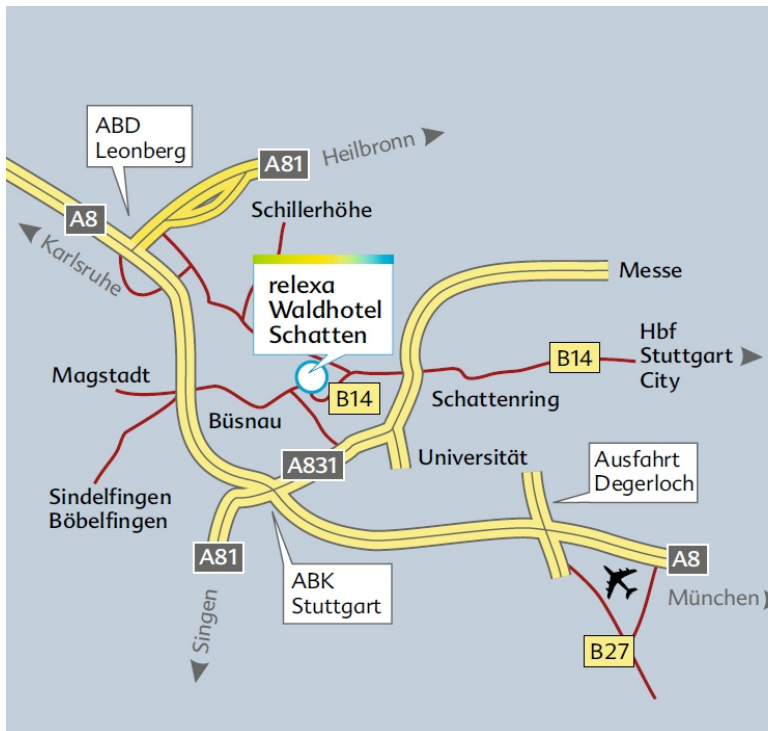 ABD
Leonberg
A81
Heilbronn
A8
Schillerhöhe
Karlsruhe
relexa
Waldhotel
Schatten
Messe
B14
Hbf
Stuttgart
City
Magstadt
B14
Schattenring
Büsnau
A831
Universität
Ausfahrt
Degerloch
Sindelfingen
Böbelfingen
A81
A8
ABK
Stuttgart
München
Singen
B27